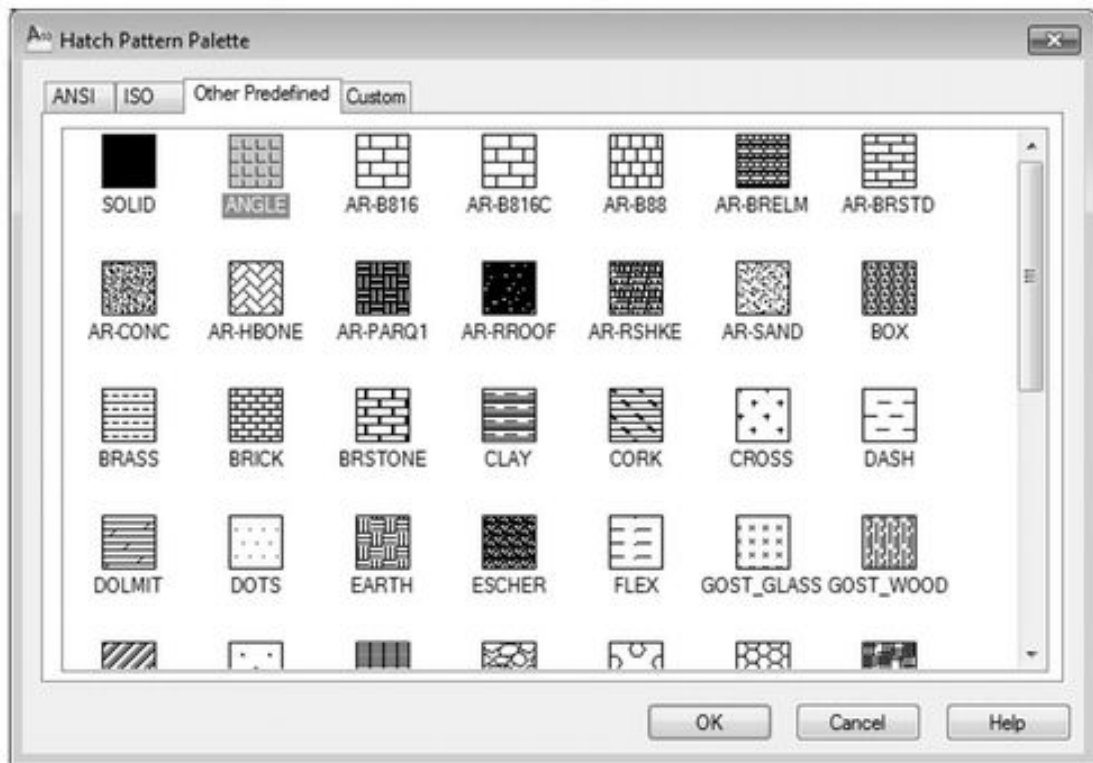 Hatch Pattern Palette
ANSI ISO Other Predefined Custom
SOLID ANGLE AR-B816 AR-B816C AR-B88 AR-BRELM AR-BRSTD
AR-CONC AR-HBONE AR-PARQ1 AR-RROOF AR-RSHKE AR-SAND BOX
BRASS BRICK BRSTONE CLAY CORK CROSS DASH
DOLMIT DOTS EARTH ESCHER FLEX GOST_GLASS GOST_WOOD
OK Cancel Help